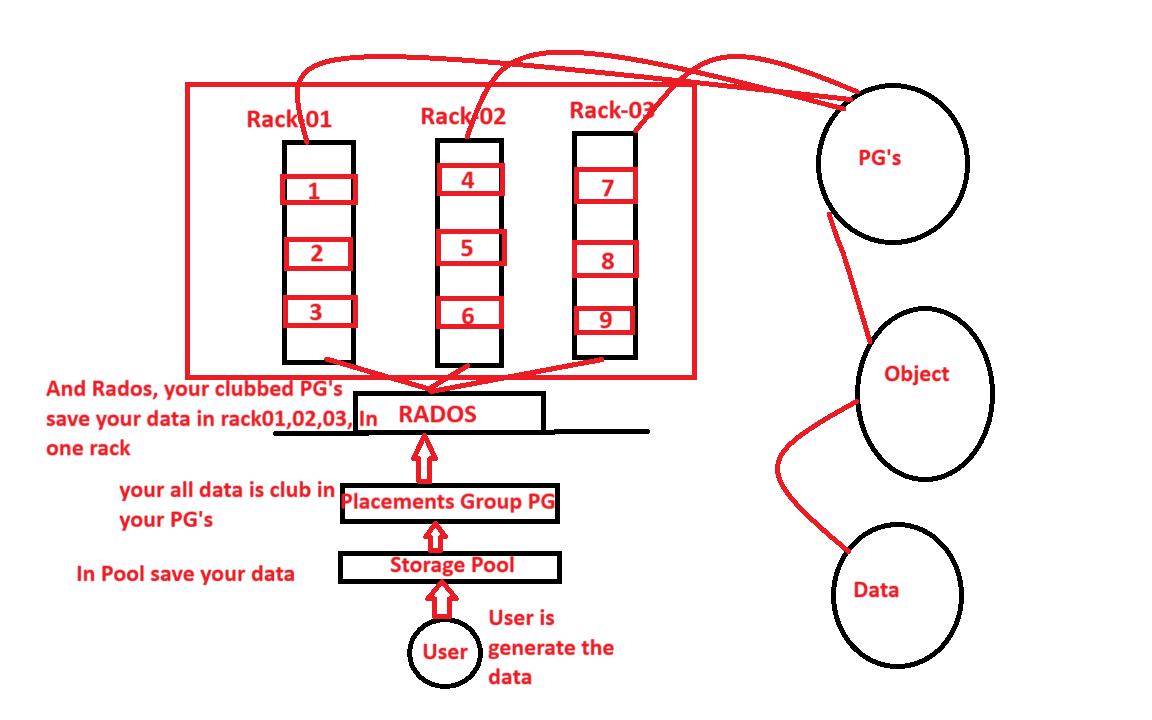 Rack-01
Rack-02
Rack-03
1
4
7
2
5
8
3
6
9
PG's
Object
Data
And Rados, your clubbed PG's
save your data in rack01,02,03, In
one rack
RADOS
your all data is club in
your PG's
Placements Group PG
In Pool save your data
Storage Pool
User
User is
generate the
data